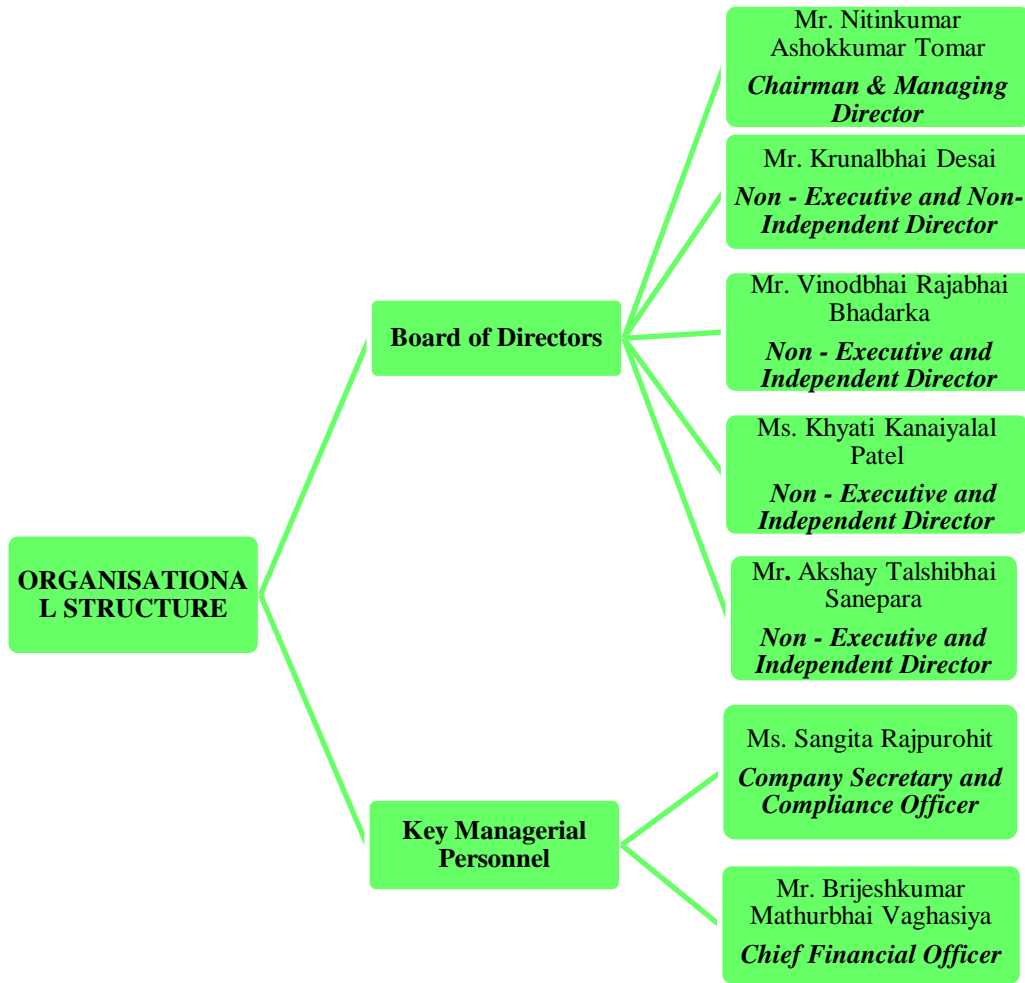 ORGANISATIONA
L STRUCTURE
Board of Directors
Mr. Nitinkumar
Ashokkumar Tomar
Chairman & Managing
Director
Mr. Krunalbhai Desai
Non - Executive and Non-
Independent Director
Mr. Vinodbhai Rajabhai
Bhadarka
Non - Executive and
Independent Director
Ms. Khyati Kanaiyalal
Patel
Non - Executive and
Independent Director
Mr. Akshay Talshibhai
Sanepara
Non - Executive and
Independent Director
Key Managerial
Personnel
Ms. Sangita Rajpurohit
Company Secretary and
Compliance Officer
Mr. Brijeshkumar
Mathurbhai Vaghasiya
Chief Financial Officer